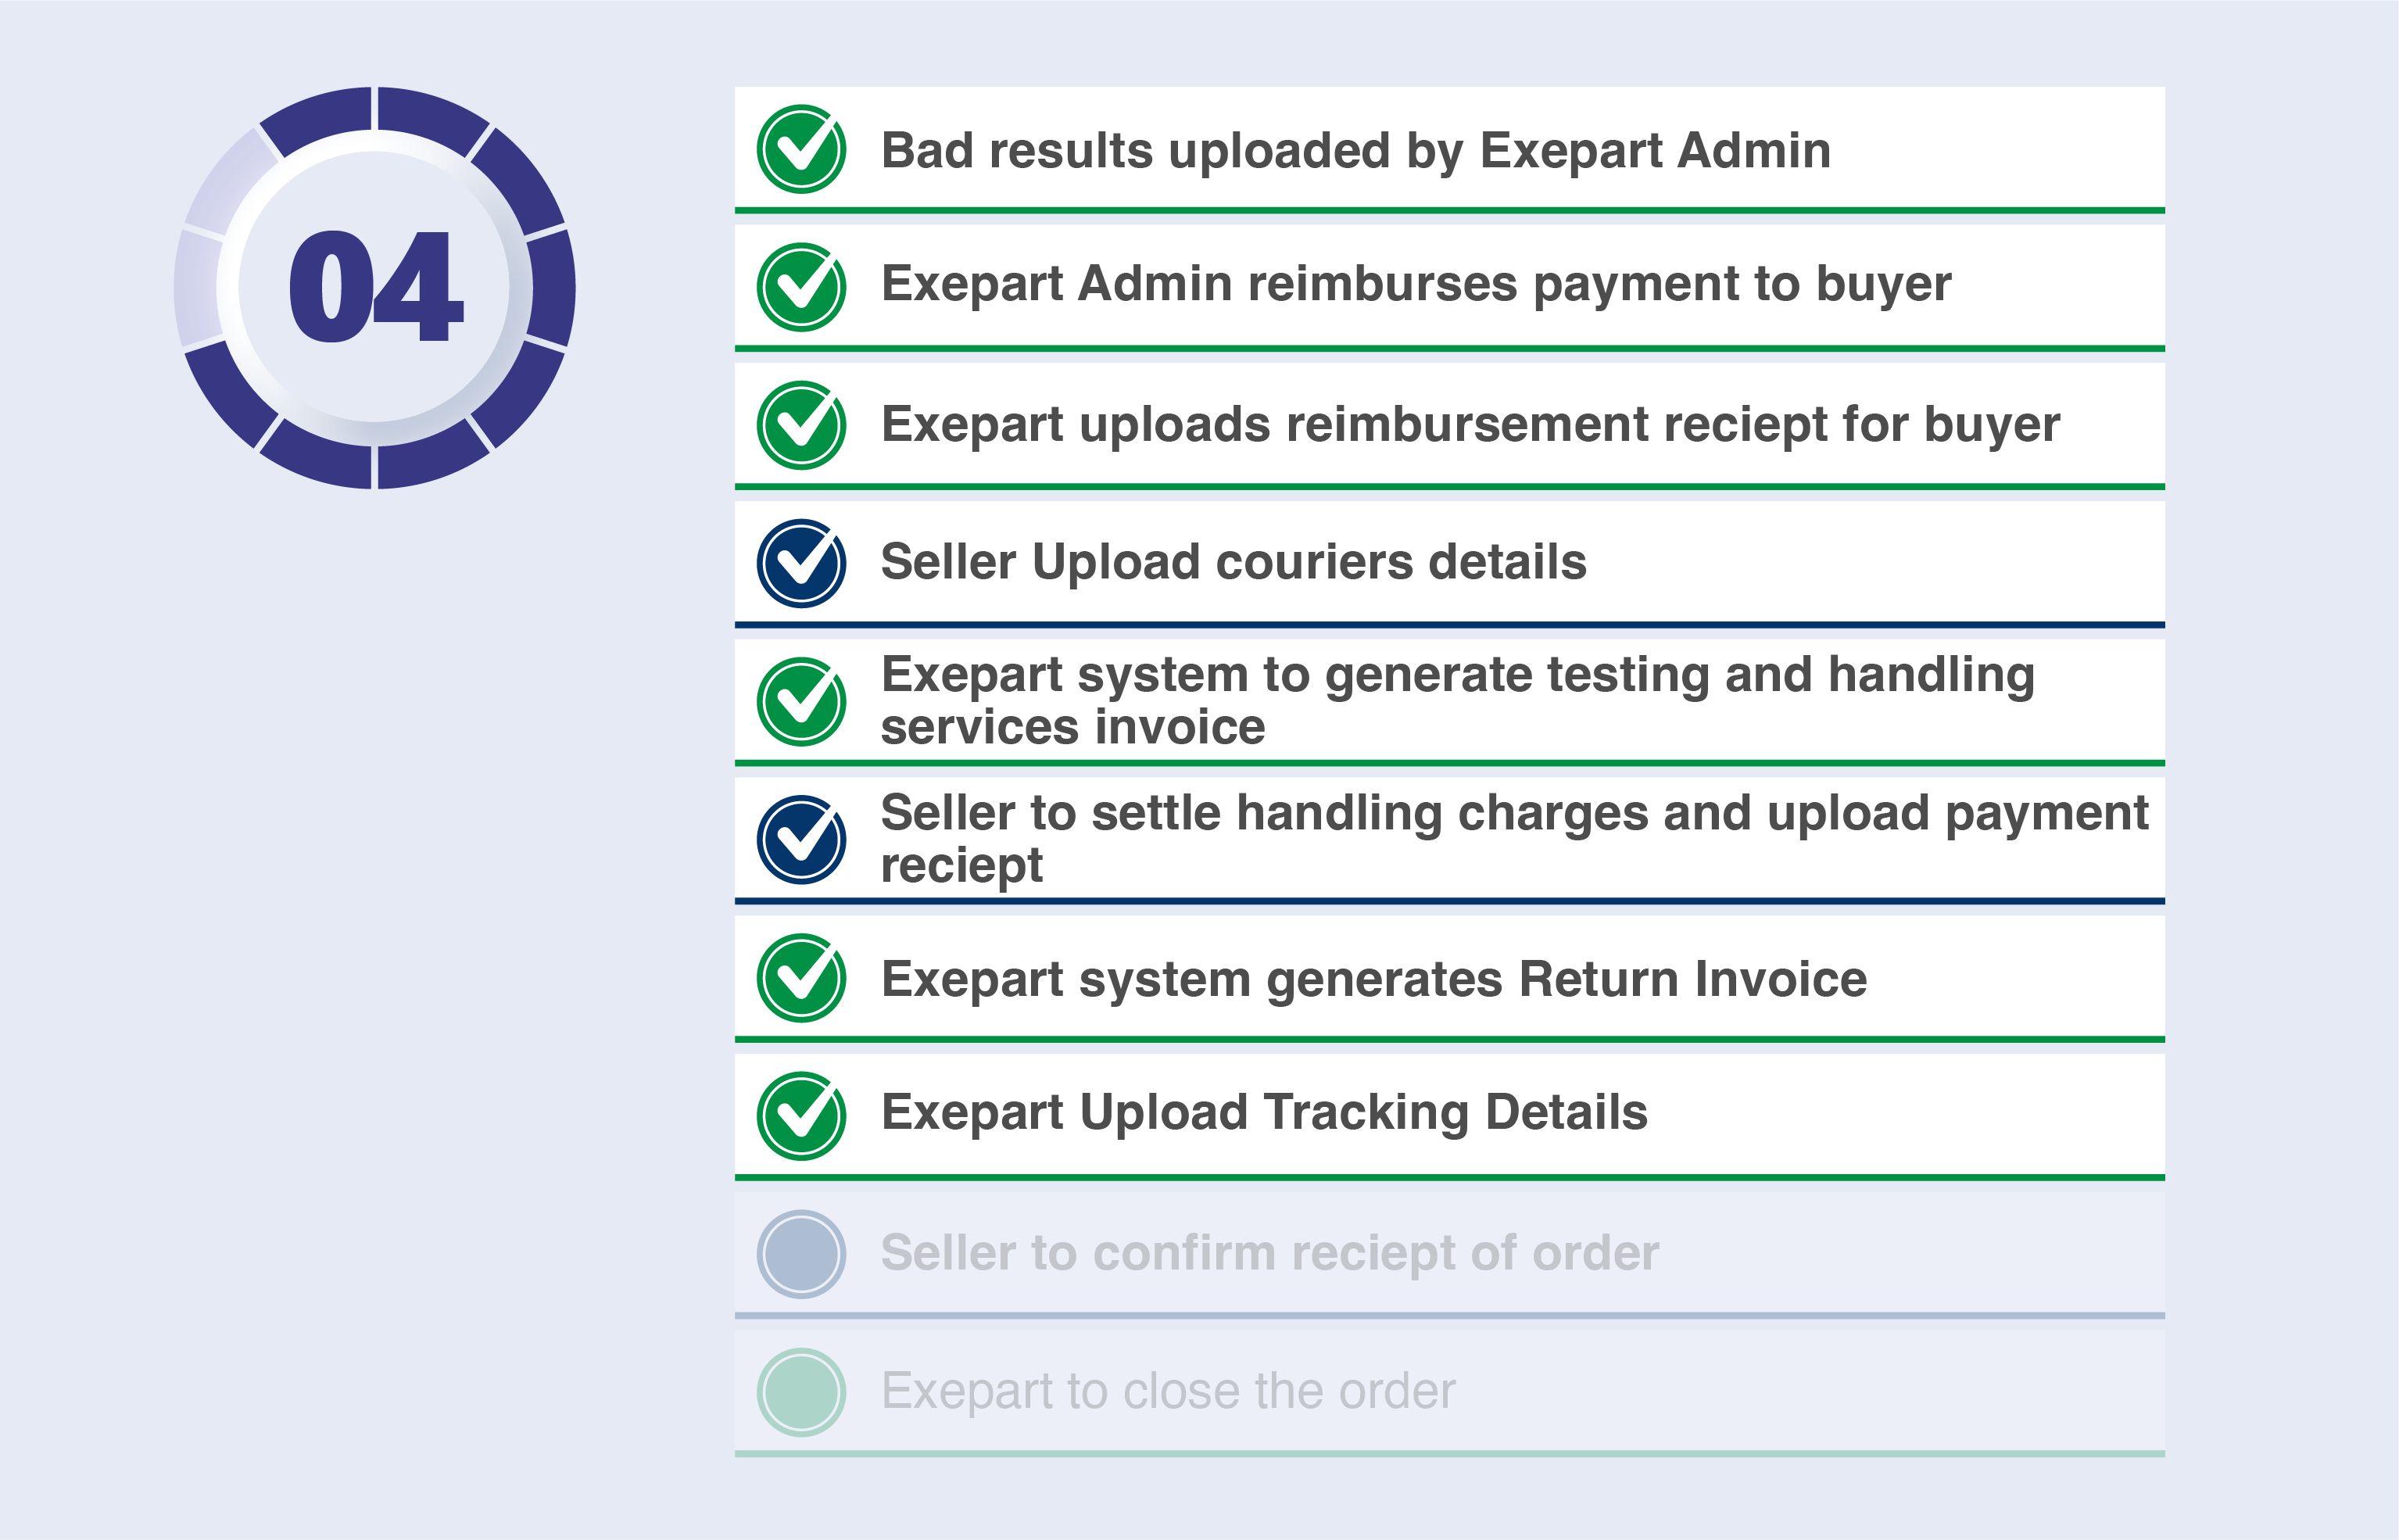 04
Bad results uploaded by Exepart Admin
Exepart Admin reimburses payment to buyer
Exepart uploads reimbursement reciept for buyer
Seller Upload couriers details
Exepart system to generate testing and handling
services invoice
Seller to settle handling charges and upload payment
reciept
Exepart system generates Return Invoice
Exepart Upload Tracking Details
Seller to confirm reciept of order
Exepart to close the order